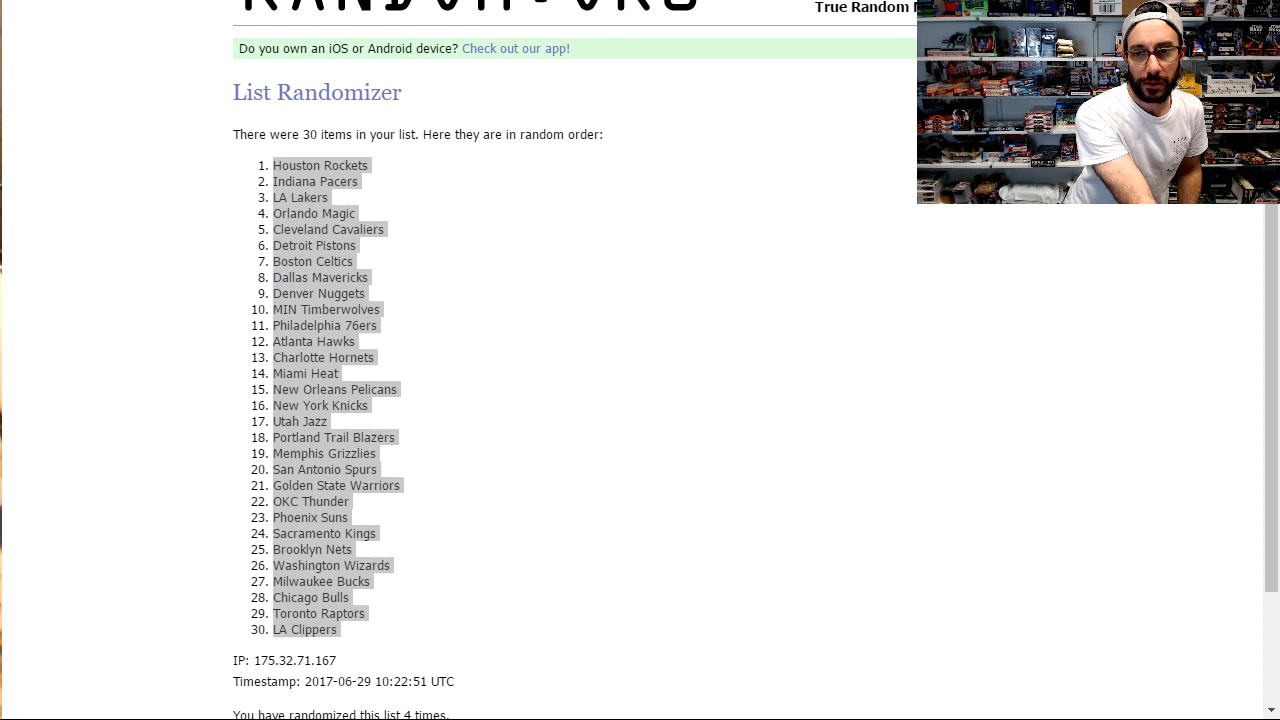 RANDOM.ORG
True Random
Do you own an iOS or Android device? Check out our app!
List Randomizer
There were 30 items in your list. Here they are in random order:
1. Houston Rockets
2. Indiana Pacers
3. LA Lakers
4. Orlando Magic
5. Cleveland Cavaliers
6. Detroit Pistons
7. Boston Celtics
8. Dallas Mavericks
9. Denver Nuggets
10. MIN Timberwolves
11. Philadelphia 76ers
12. Atlanta Hawks
13. Charlotte Hornets
14. Miami Heat
15. New Orleans Pelicans
16. New York Knicks
17. Utah Jazz
18. Portland Trail Blazers
19. Memphis Grizzlies
20. San Antonio Spurs
21. Golden State Warriors
22. OKC Thunder
23. Phoenix Suns
24. Sacramento Kings
25. Brooklyn Nets
26. Washington Wizards
27. Milwaukee Bucks
28. Chicago Bulls
29. Toronto Raptors
30. LA Clippers
IP: 175.32.71.167
Timestamp: 2017-06-29 10:22:51 UTC
You have randomized this list 4 times.